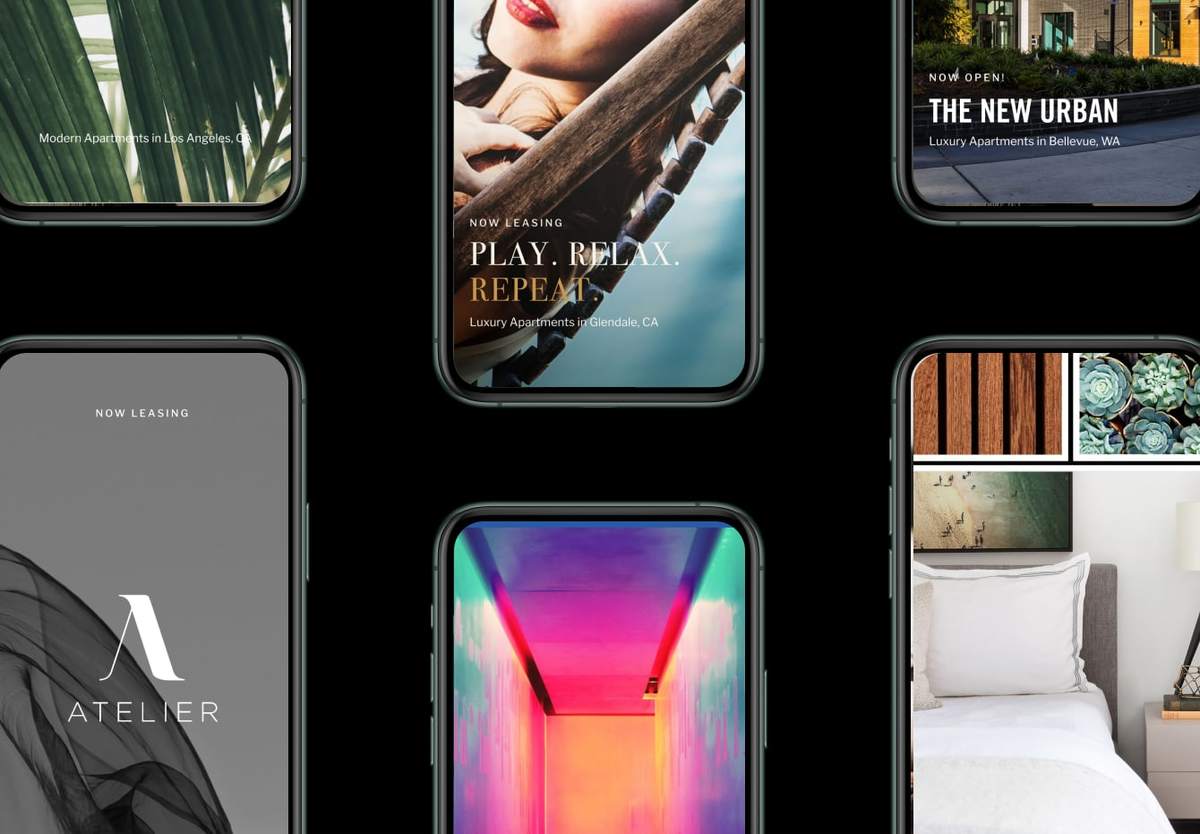 Modern Apartments in Los Angeles, CA
NOW LEASING
PLAY. RELAX.
REPEAT.
Luxury Apartments in Glendale, CA
NOW OPEN!
THE NEW URBAN
Luxury Apartments in Bellevue, WA
NOW LEASING
A
ATELIER